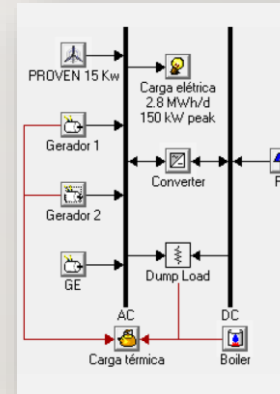 PROVEN 15 Kw
Carga elétrica
2.8 MWh/d
150 kW peak
Gerador 1
Converter
Gerador 2
GE
Dump Load
AC
DC
Carga térmica
Boiler